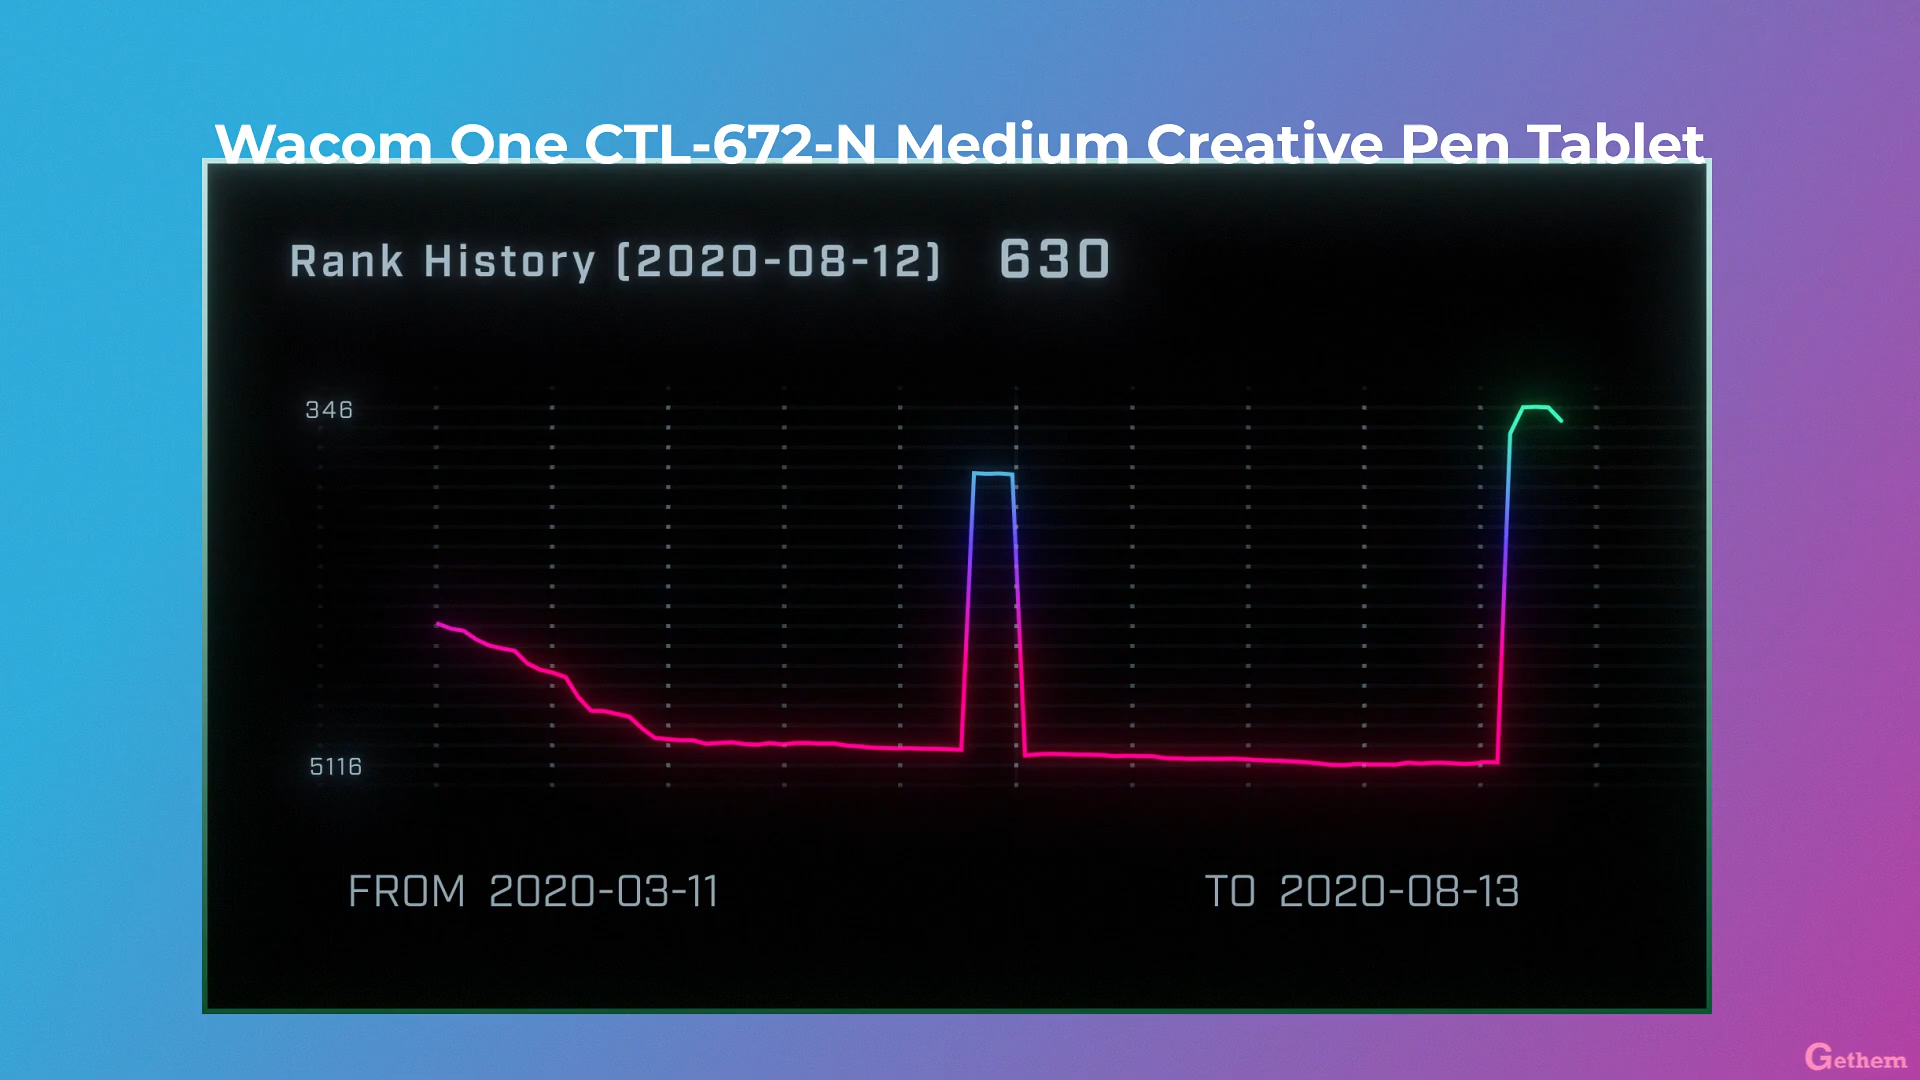 Wacom One CTL-672-N Medium Creative Pen Tablet
Rank History (2020-08-12) 630
346
5116
FROM 2020-03-11 TO 2020-08-13
Gethem